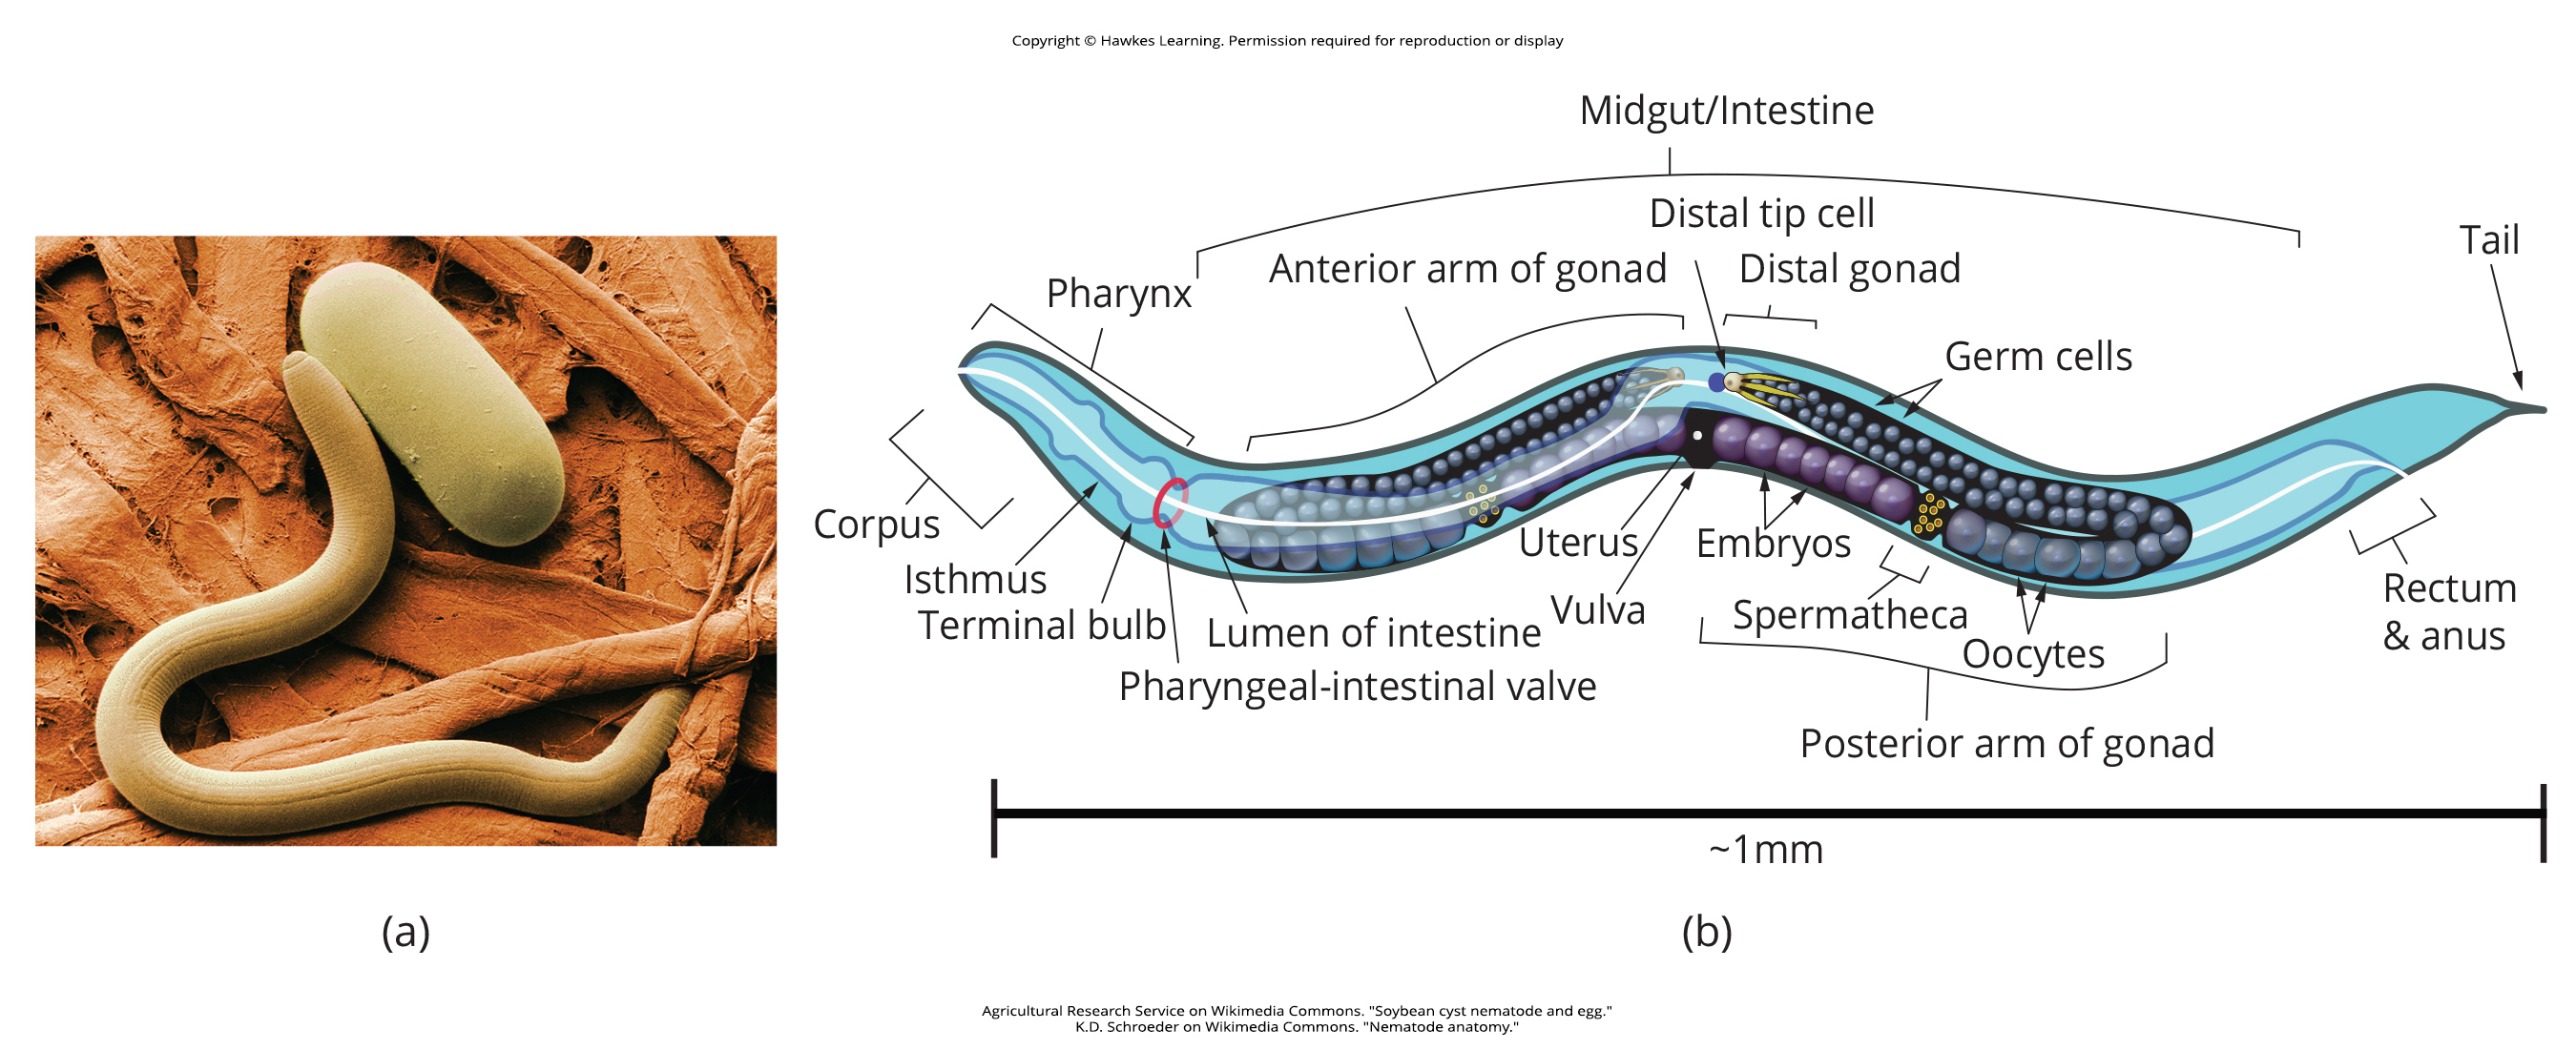 Copyright © Hawkes Learning. Permission required for reproduction or display
Midgut/Intestine
Distal tip cell
Anterior arm of gonad
Distal gonad
Tail
Pharynx
Germ cells
Corpus
Isthmus
Terminal bulb
Lumen of intestine
Pharyngeal-intestinal valve
Uterus
Vulva
Embryos
Spermatheca
Oocytes
Rectum
& anus
Posterior arm of gonad
~1mm
(a)
(b)
Agricultural Research Service on Wikimedia Commons. "Soybean cyst nematode and egg."
K.D. Schroeder on Wikimedia Commons. "Nematode anatomy."